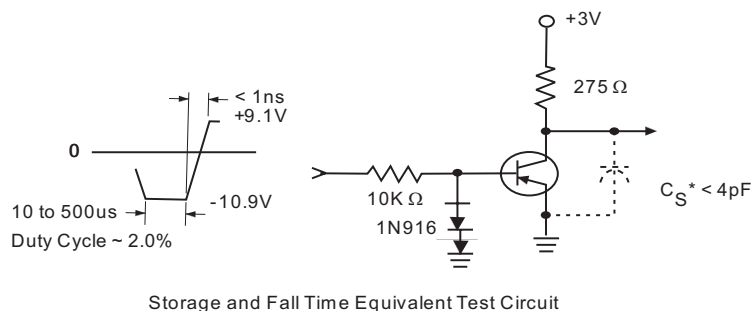 +3V
275 Ω
< 1ns
+9.1V
0
10K Ω
1N916
-10.9V
10 to 500us
Duty Cycle ~ 2.0%
C_S* < 4pF
Storage and Fall Time Equivalent Test Circuit